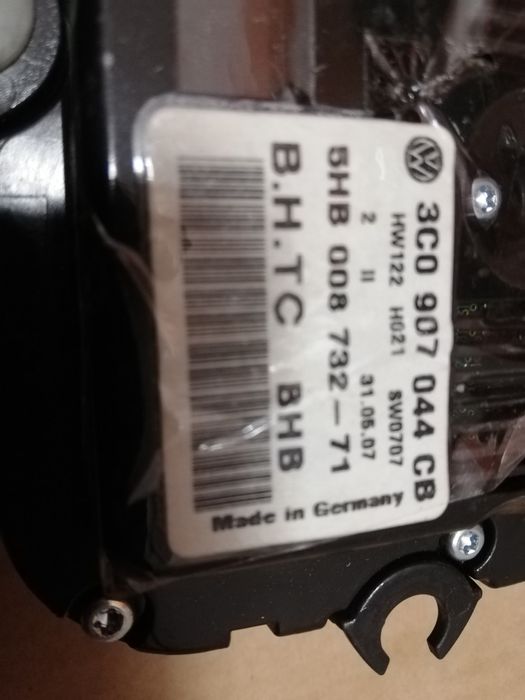 3C0 907 044 CB
HW122 H021 SW0707
2 II 31.05.07
5HB 008 732-71
B.H.TC BHB
Made in Germany